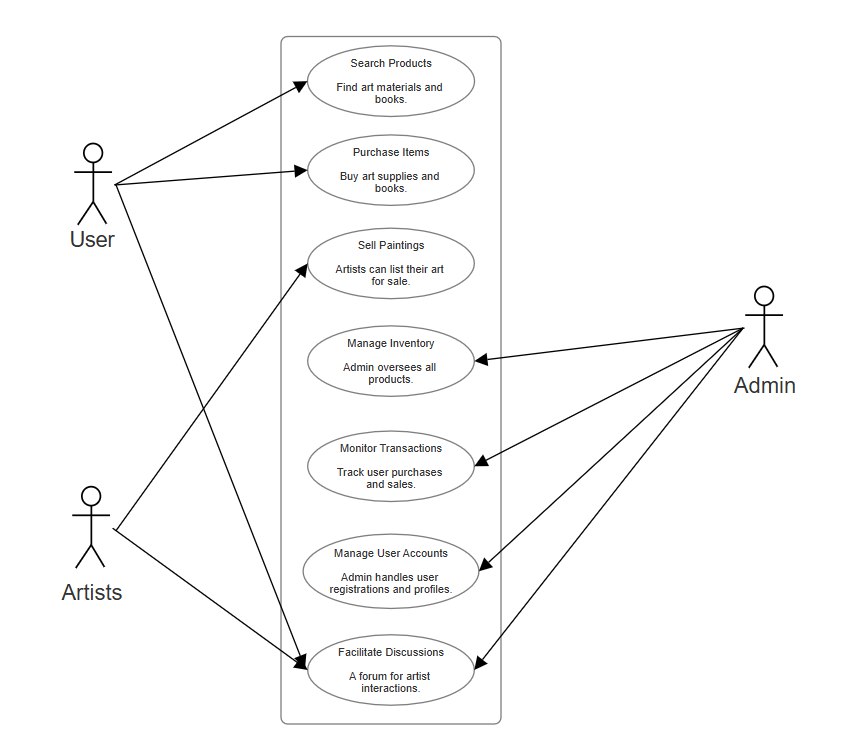 Search Products
Find art materials and
books.
Purchase Items
Buy art supplies and
books.
User
Sell Paintings
Artists can list their art
for sale.
Manage Inventory
Admin oversees all
products.
Admin
Monitor Transactions
Track user purchases
and sales.
Manage User Accounts
Admin handles user
registrations and profiles.
Artists
Facilitate Discussions
A forum for artist
interactions.